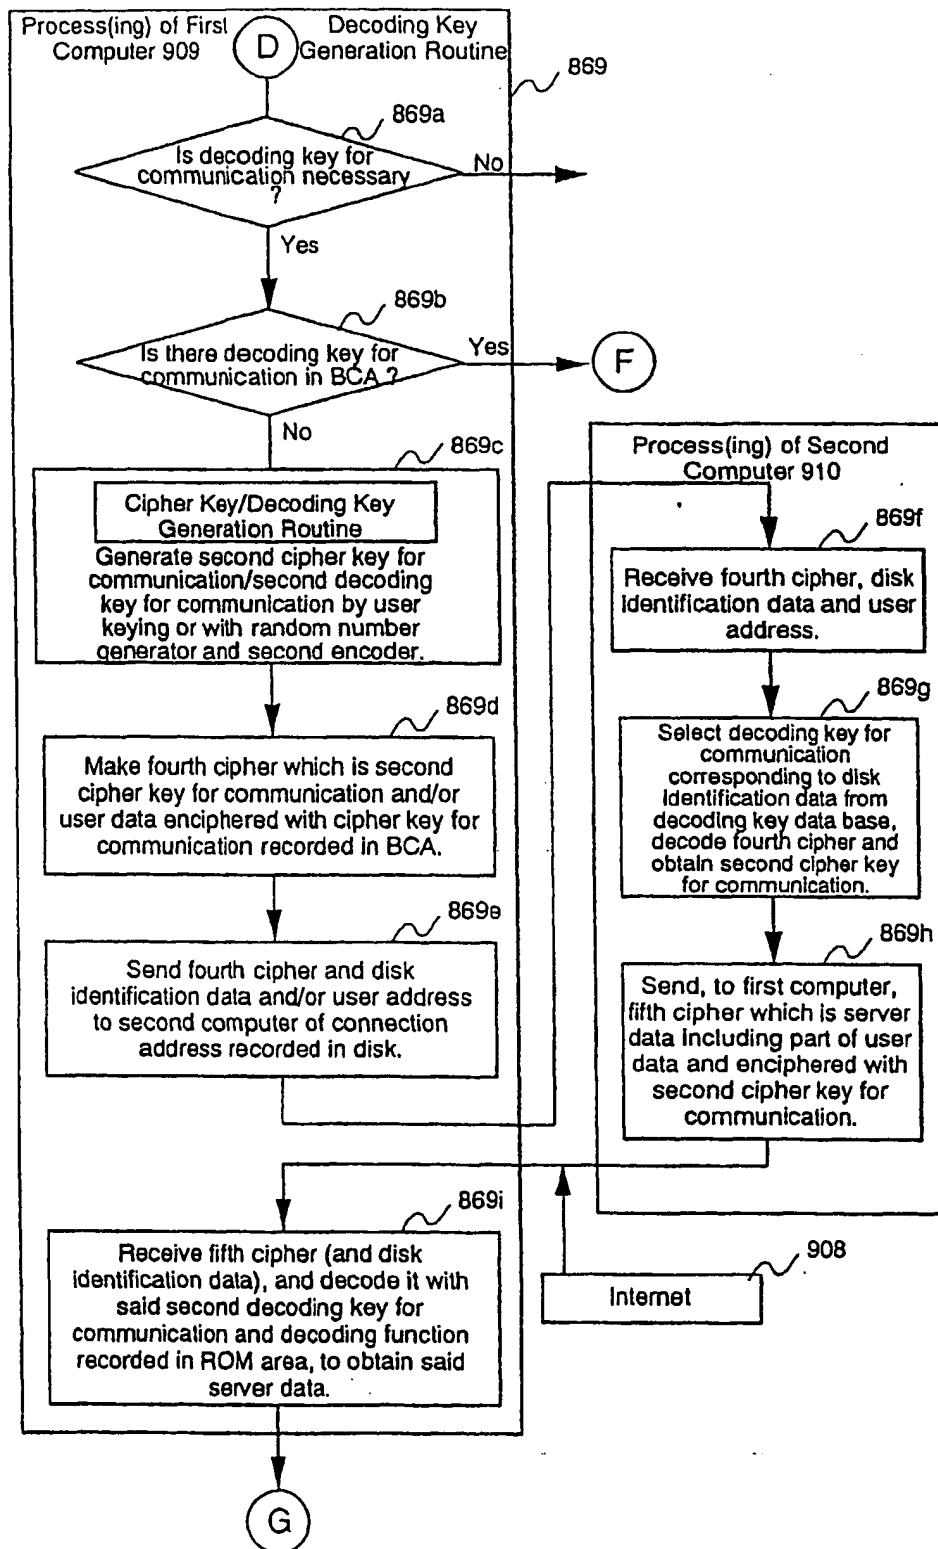 Process(ing) of First
Computer 909
D
Decoding Key
Generation Routine
869
869a
Is decoding key for
communication necessary
?
No
Yes
869b
Is there decoding key for
communication in BCA ?
Yes
F
No
869c
Cipher Key/Decoding Key
Generation Routine
Generate second cipher key for
communication/second decoding
key for communication by user
keying or with random number
generator and second encoder.
869d
Make fourth cipher which is second
cipher key for communication and/or
user data enciphered with cipher key for
communication recorded in BCA.
869e
Send fourth cipher and disk
identification data and/or user address
to second computer of connection
address recorded in disk.
Process(ing) of Second
Computer 910
869f
Receive fourth cipher, disk
identification data and user
address.
869g
Select decoding key for
communication
corresponding to disk
identification data from
decoding key data base,
decode fourth cipher and
obtain second cipher key
for communication.
869h
Send, to first computer,
fifth cipher which is server
data including part of user
data and enciphered with
second cipher key for
communication.
869i
Receive fifth cipher (and disk
identification data), and decode it with
said second decoding key for
communication and decoding function
recorded in ROM area, to obtain said
server data.
908
Internet
G